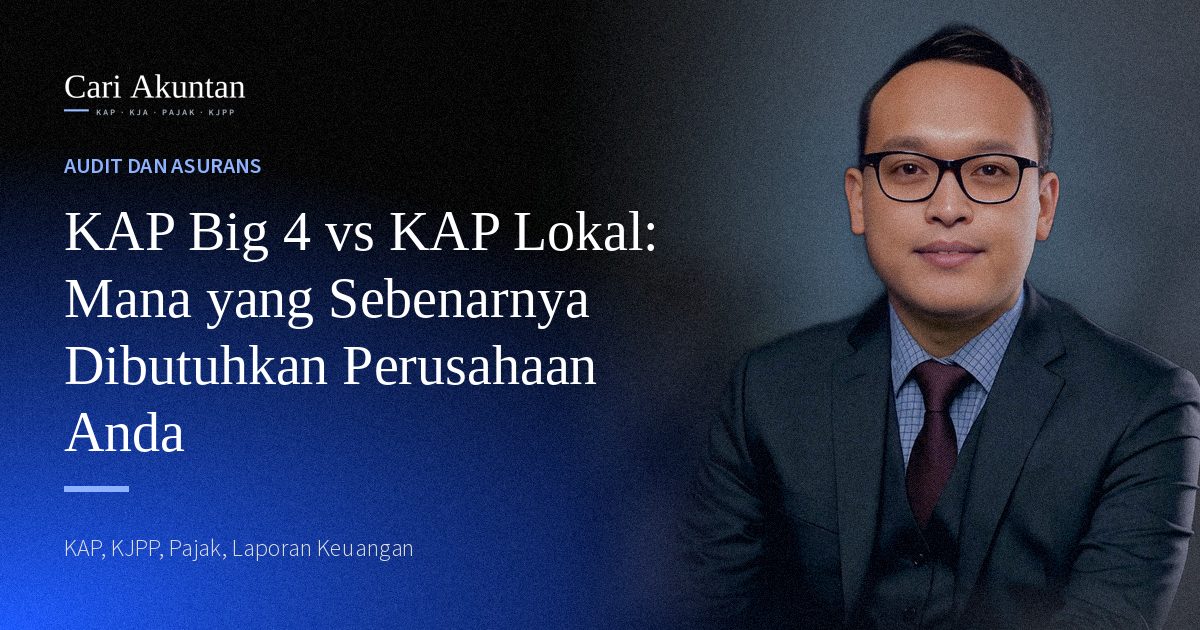 Cari Akuntan
KAP · KJA · PAJAK · KJPP
AUDIT DAN ASURANS
KAP Big 4 vs KAP Lokal:
Mana yang Sebenarnya
Dibutuhkan Perusahaan
Anda
KAP, KJPP, Pajak, Laporan Keuangan